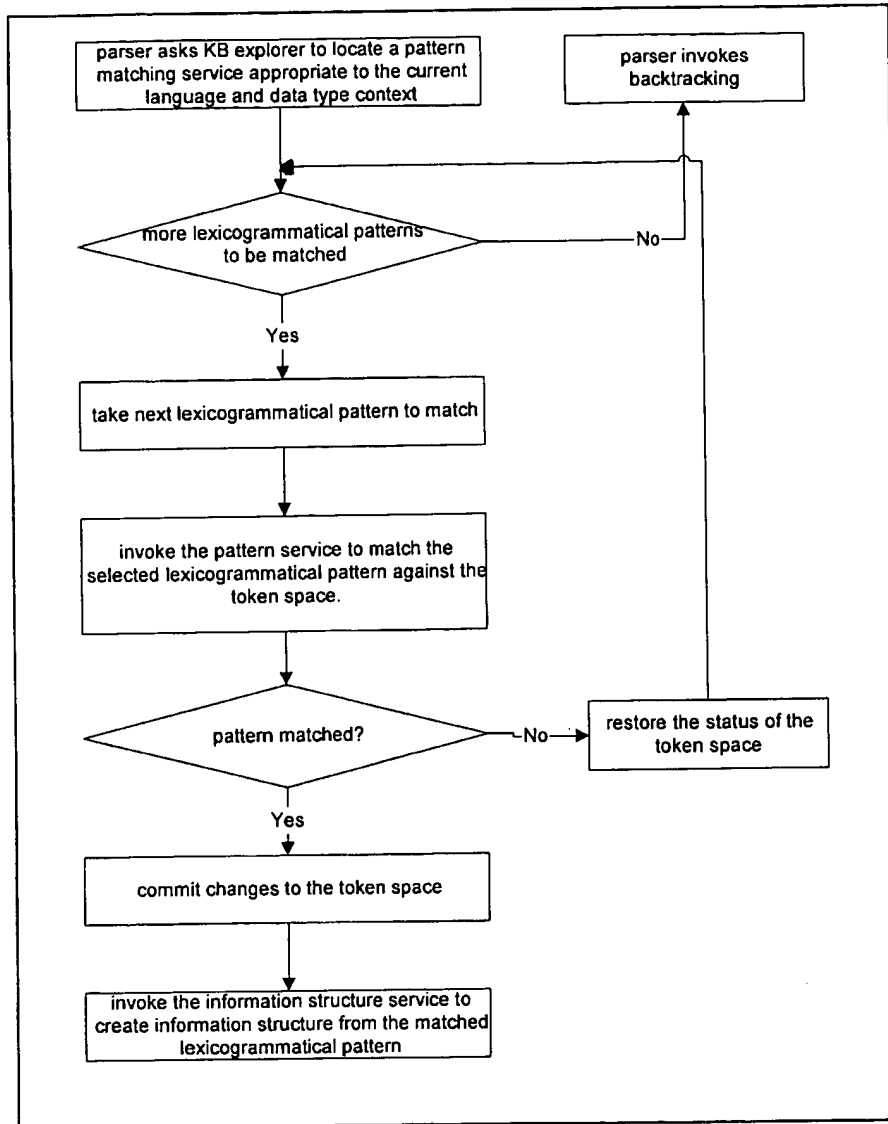 parser asks KB explorer to locate a pattern
matching service appropriate to the current
language and data type context
parser invokes
backtracking
more lexicogrammatical patterns
to be matched
No
Yes
take next lexicogrammatical pattern to match
invoke the pattern service to match the
selected lexicogrammatical pattern against the
token space.
pattern matched?
No
restore the status of the
token space
Yes
commit changes to the token space
invoke the information structure service to
create information structure from the matched
lexicogrammatical pattern